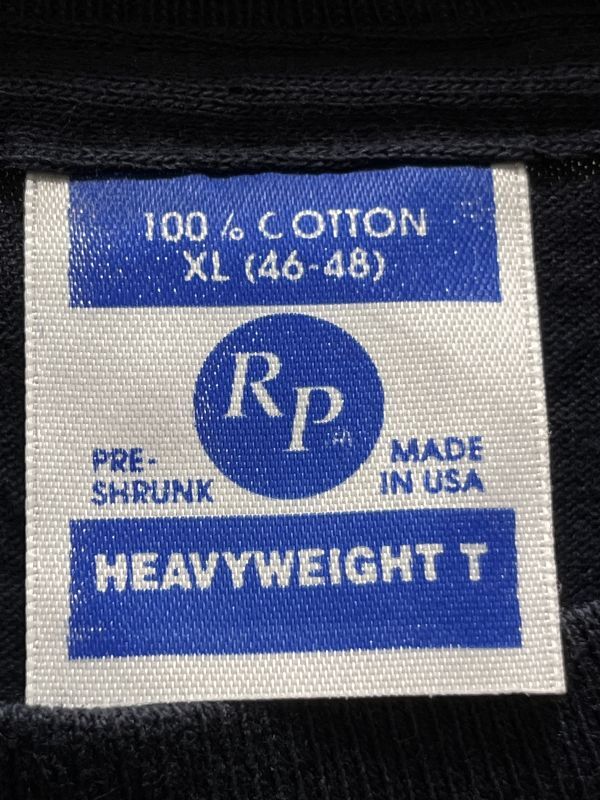 100% COTTON
XL (46-48)
RP
PRE-
SHRUNK
MADE
IN USA
HEAVYWEIGHT T